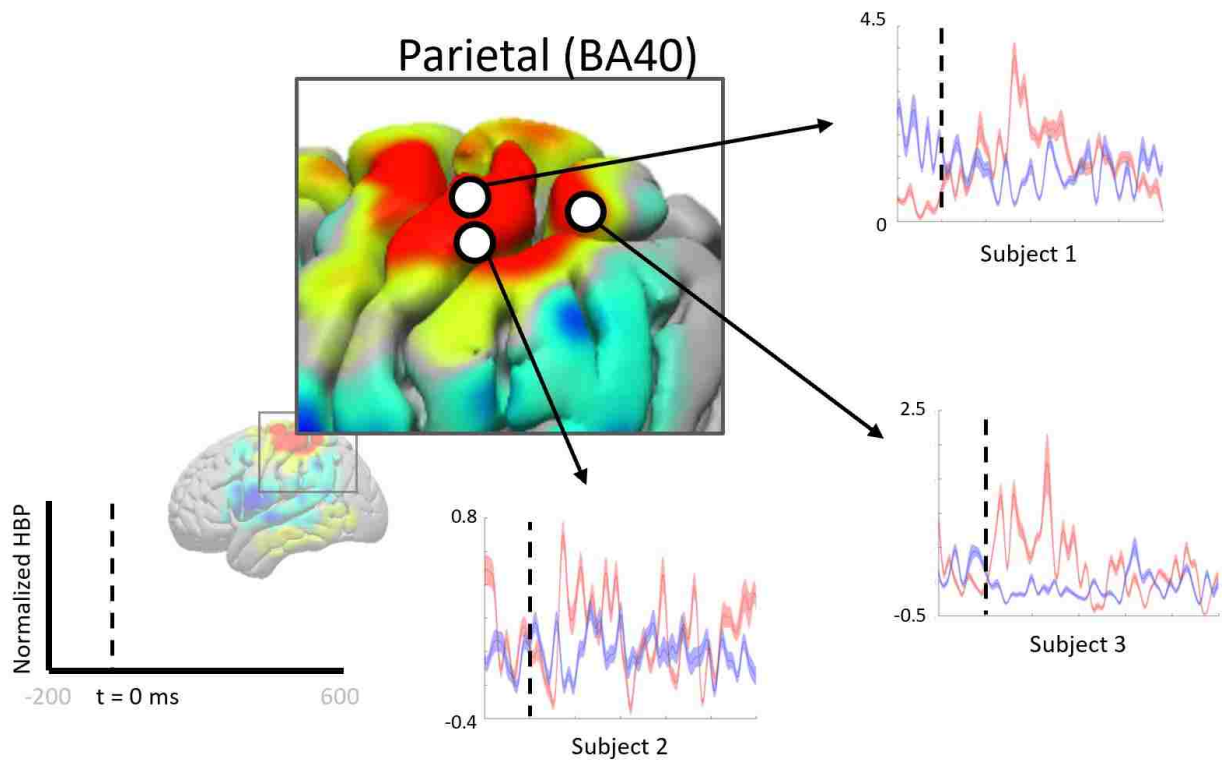 Parietal (BA40)
4.5
0
Subject 1
2.5
-0.5
Subject 3
0.8
-0.4
Subject 2
Normalized HBP
-200
t = 0 ms
600